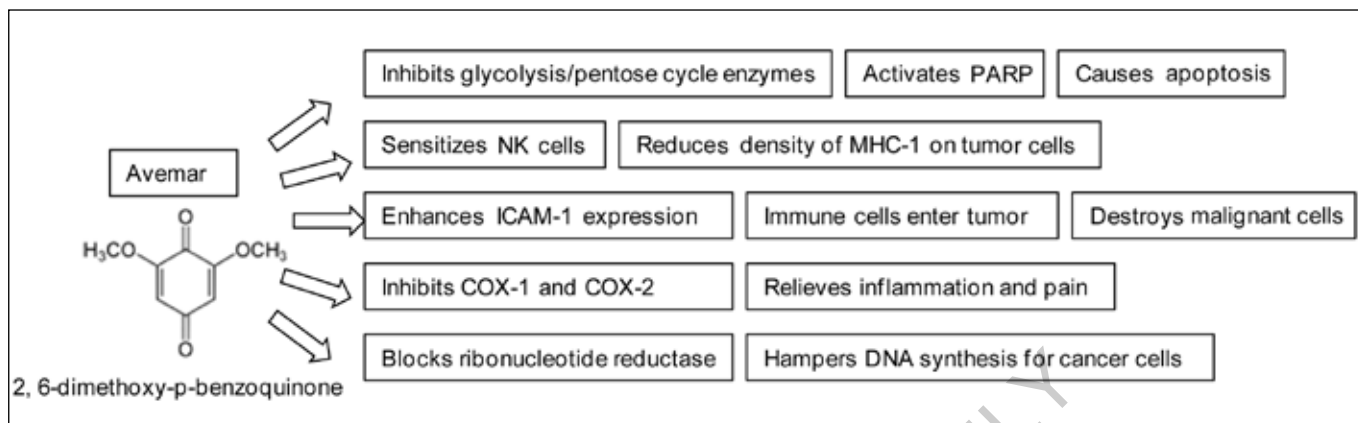 Inhibits glycolysis/pentose cycle enzymes
Activates PARP
Causes apoptosis
Sensitizes NK cells
Reduces density of MHC-1 on tumor cells
Avemar
Enhances ICAM-1 expression
Immune cells enter tumor
Destroys malignant cells
O
H₃CO
OCH₃
Inhibits COX-1 and COX-2
Relieves inflammation and pain
O
Blocks ribonucleotide reductase
Hampers DNA synthesis for cancer cells
2, 6-dimethoxy-p-benzoquinone